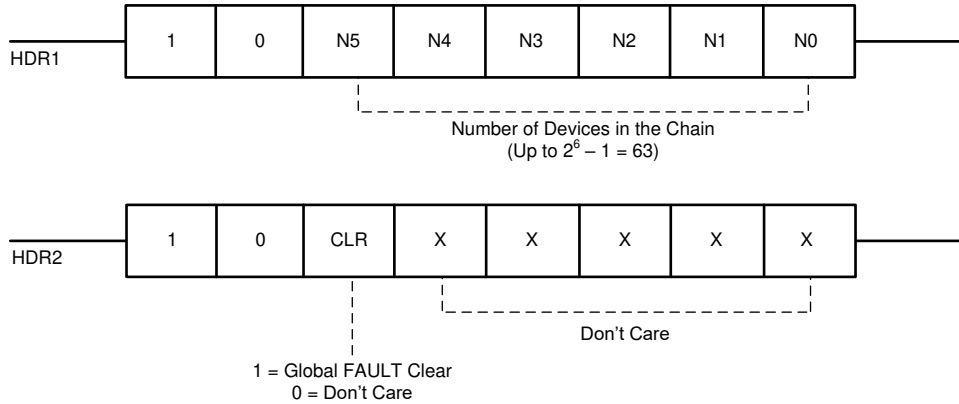 1 0 N5 N4 N3 N2 N1 N0
HDR1
Number of Devices in the Chain
(Up to 2⁶ – 1 = 63)
1 0 CLR X X X X X
HDR2
Don't Care
1 = Global FAULT Clear
0 = Don't Care